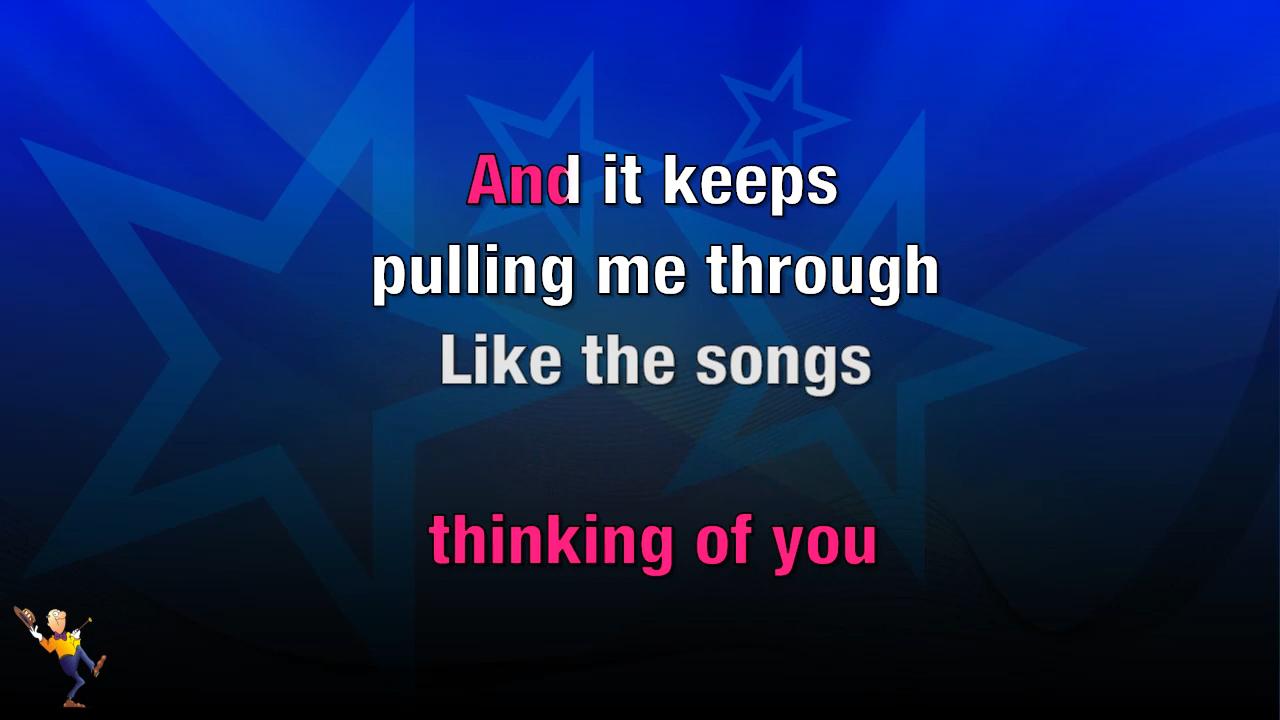 And it keeps
pulling me through
Like the songs
thinking of you